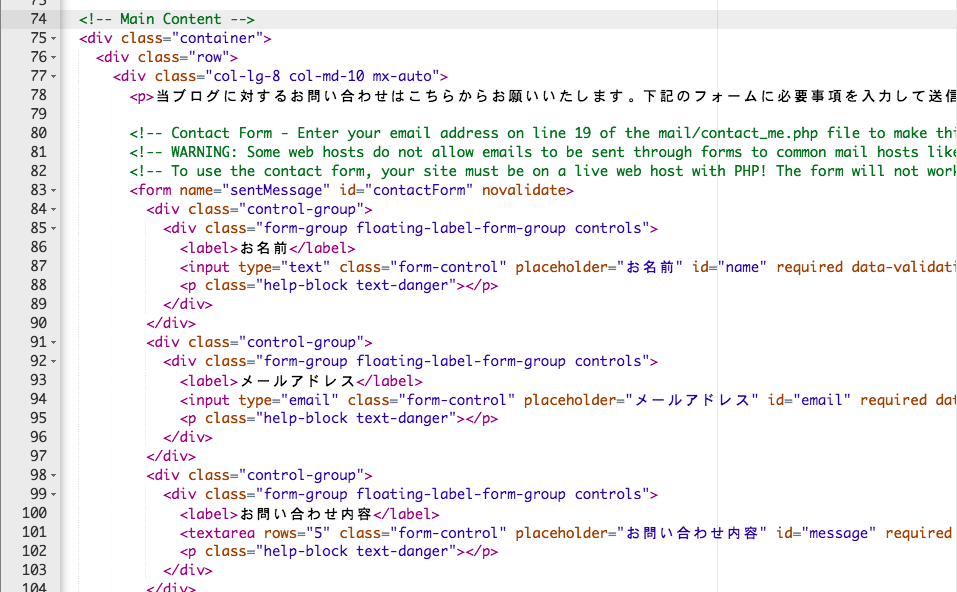 74 <!-- Main Content -->
75 <div class="container">
76 <div class="row">
77 <div class="col-lg-8 col-md-10 mx-auto">
78 <p>当ブログに対するお問い合わせはこちらからお願いいたします。下記のフォームに必要事項を入力して送信
79
80 <!-- Contact Form - Enter your email address on line 19 of the mail/contact_me.php file to make thi
81 <!-- WARNING: Some web hosts do not allow emails to be sent through forms to common mail hosts like
82 <!-- To use the contact form, your site must be on a live web host with PHP! The form will not work
83 <form name="sentMessage" id="contactForm" novalidate>
84 <div class="control-group">
85 <div class="form-group floating-label-form-group controls">
86 <label>お名前</label>
87 <input type="text" class="form-control" placeholder="お名前" id="name" required data-validati
88 <p class="help-block text-danger"></p>
89 </div>
90 </div>
91 <div class="control-group">
92 <div class="form-group floating-label-form-group controls">
93 <label>メールアドレス</label>
94 <input type="email" class="form-control" placeholder="メールアドレス" id="email" required dat
95 <p class="help-block text-danger"></p>
96 </div>
97 </div>
98 <div class="control-group">
99 <div class="form-group floating-label-form-group controls">
100 <label>お問い合わせ内容</label>
101 <textarea rows="5" class="form-control" placeholder="お問い合わせ内容" id="message" required
102 <p class="help-block text-danger"></p>
103 </div>
104 </div>